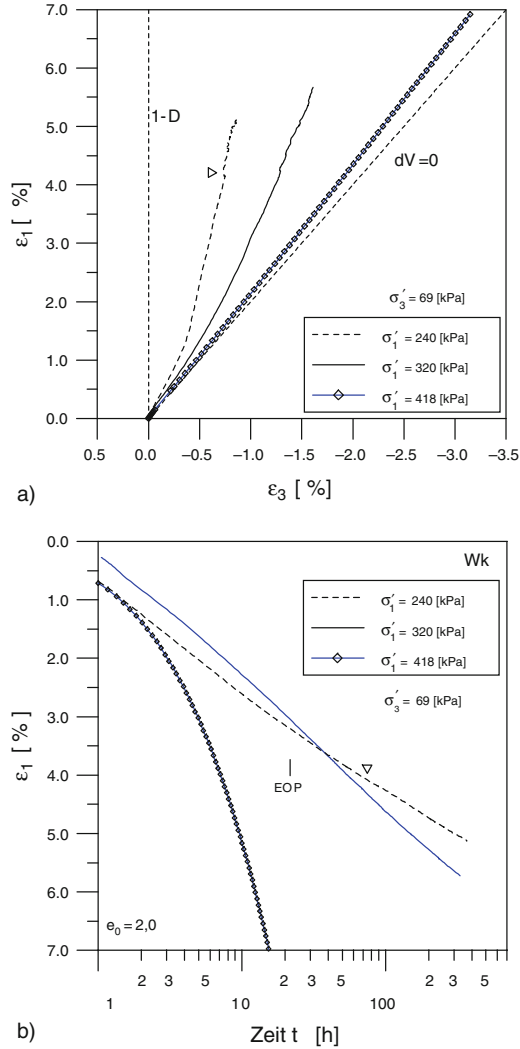 7.0
6.0
5.0
4.0
3.0
2.0
1.0
0.0
ε₁ [ %]
1-D
dV=0
σ₃′ = 69 [kPa]
σ₁′ = 240 [kPa]
σ₁′ = 320 [kPa]
σ₁′ = 418 [kPa]
0.5 0.0 −0.5 −1.0 −1.5 −2.0 −2.5 −3.0 −3.5
ε₃ [ %]
a)
0.0
1.0
2.0
3.0
4.0
5.0
6.0
7.0
ε₁ [ %]
Wk
σ₁′ = 240 [kPa]
σ₁′ = 320 [kPa]
σ₁′ = 418 [kPa]
σ₃′ = 69 [kPa]
EOP
e₀ = 2,0
2 3 5 2 3 5 2 3 5
1 10 100
Zeit t [h]
b)